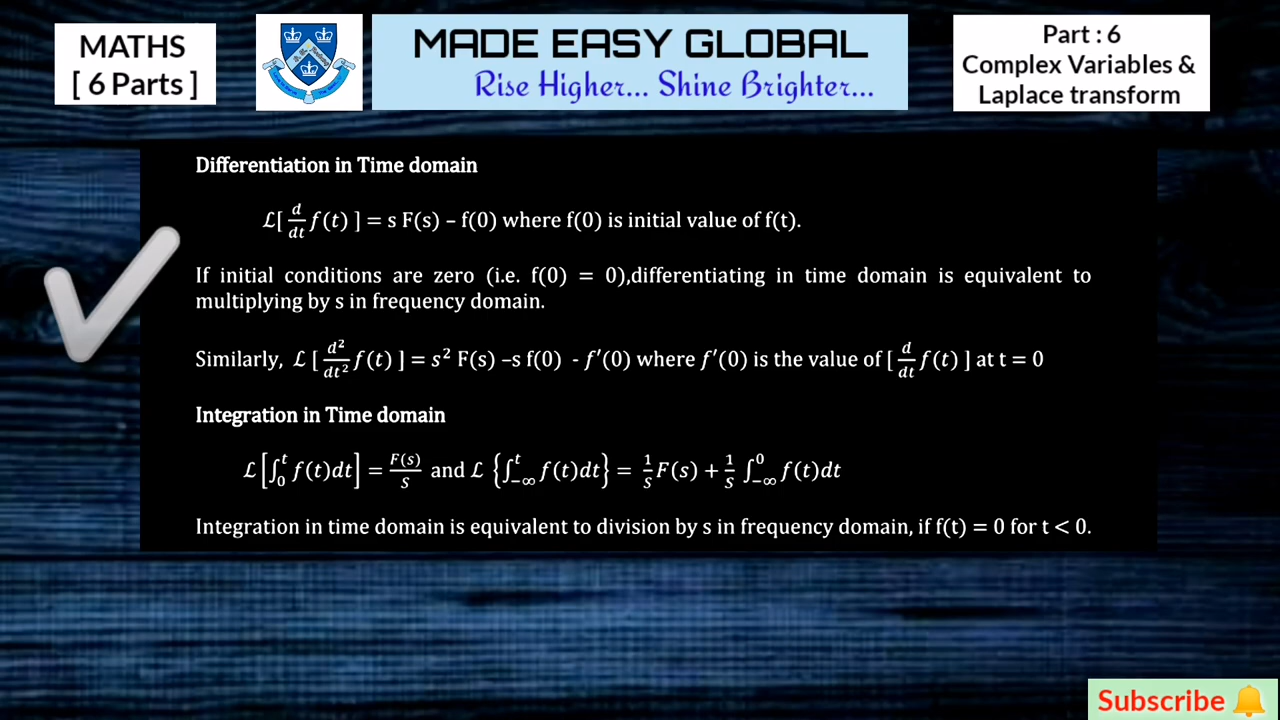 MATHS
[ 6 Parts ]
MADE EASY GLOBAL
Rise Higher... Shine Brighter...
Part : 6
Complex Variables &
Laplace transform
Differentiation in Time domain
ℒ[ d/dt f(t) ] = s F(s) – f(0) where f(0) is initial value of f(t).
If initial conditions are zero (i.e. f(0) = 0),differentiating in time domain is equivalent to
multiplying by s in frequency domain.
Similarly, ℒ [ d²/dt² f(t) ] = s² F(s) –s f(0) - f′(0) where f′(0) is the value of [ d/dt f(t) ] at t = 0
Integration in Time domain
ℒ [∫₀ᵗ f(t)dt] = F(s)/S and ℒ {∫₋∞ᵗ f(t)dt} = 1/S F(s) + 1/S ∫₋∞⁰ f(t)dt
Integration in time domain is equivalent to division by s in frequency domain, if f(t) = 0 for t < 0.
Subscribe